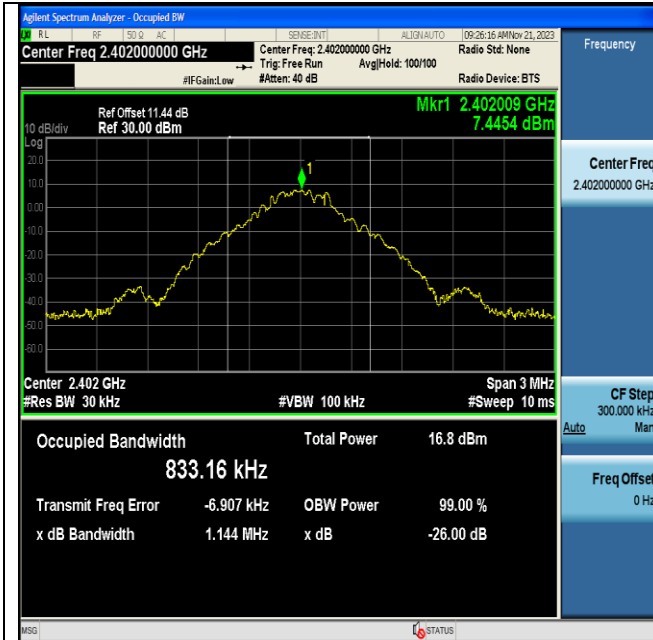 Agilent Spectrum Analyzer - Occupied BW
RL RF 50 Ω AC SENSE:INT ALIGN AUTO 09:26:16 AM Nov 21, 2023
Center Freq 2.402000000 GHz
Center Freq: 2.402000000 GHz
Radio Std: None
Trig: Free Run
Avg|Hold: 100/100
#IFGain:Low
#Atten: 40 dB
Radio Device: BTS
Frequency
Mkr1 2.402009 GHz
7.4454 dBm
Ref Offset 11.44 dB
10 dB/div
Ref 30.00 dBm
Log
20.0
10.0
0.00
-10.0
-20.0
-30.0
-40.0
-50.0
-60.0
1
1
Center Freq
2.402000000 GHz
Center 2.402 GHz
Span 3 MHz
#Res BW 30 kHz
#VBW 100 kHz
#Sweep 10 ms
CF Step
300.000 kHz
Auto Man
Occupied Bandwidth
833.16 kHz
Total Power 16.8 dBm
Transmit Freq Error -6.907 kHz
OBW Power 99.00 %
x dB Bandwidth 1.144 MHz
x dB -26.00 dB
Freq Offset
0 Hz
MSG
STATUS